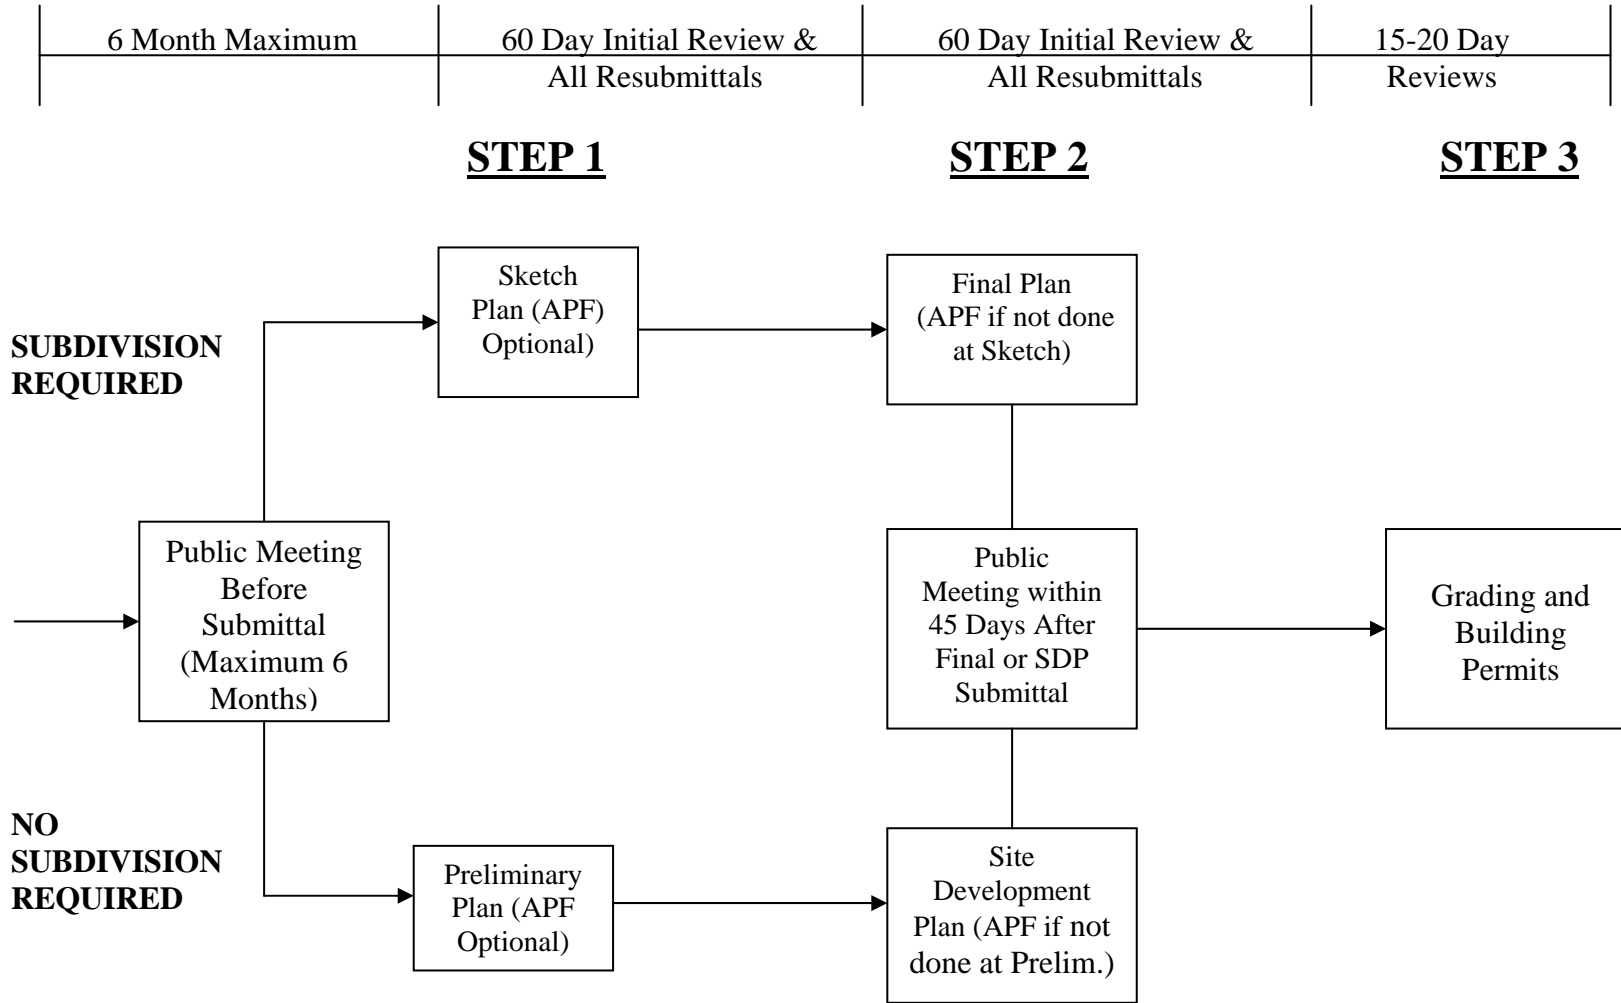 6 Month Maximum
60 Day Initial Review &
All Resubmittals
60 Day Initial Review &
All Resubmittals
15-20 Day
Reviews
STEP 1
STEP 2
STEP 3
SUBDIVISION
REQUIRED
Sketch
Plan (APF)
Optional)
Final Plan
(APF if not done
at Sketch)
Public Meeting
Before
Submittal
(Maximum 6
Months)
Public
Meeting within
45 Days After
Final or SDP
Submittal
Grading and
Building
Permits
NO
SUBDIVISION
REQUIRED
Preliminary
Plan (APF
Optional)
Site
Development
Plan (APF if not
done at Prelim.)